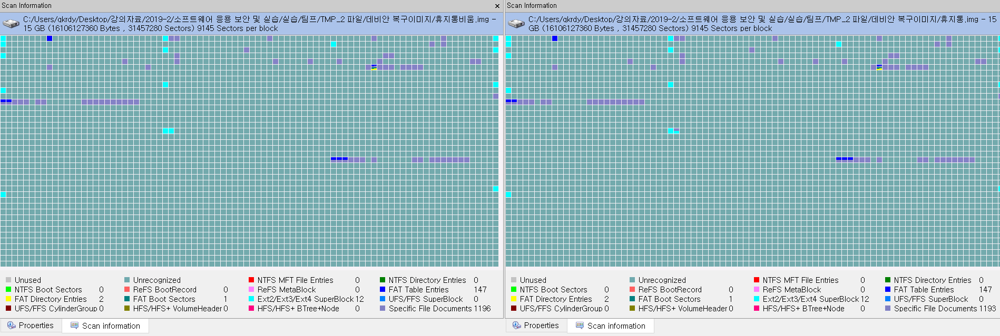 Scan Information
C:/Users/qkrdy/Desktop/강의자료/2019-2/소프트웨어 응용 보안 및 실습/실습/팀프/TMP_2 파일/데비안 복구이미지/휴지통비움.img - 15 GB (16106127360 Bytes , 31457280 Sectors) 9145 Sectors per block
Unused
Unrecognized
NTFS MFT File Entries 0
NTFS Directory Entries 0
NTFS Boot Sectors 0
ReFS BootRecord 0
ReFS MetaBlock 0
FAT Table Entries 147
FAT Directory Entries 2
FAT Boot Sectors 1
Ext2/Ext3/Ext4 SuperBlock 12
UFS/FFS SuperBlock 0
UFS/FFS CylinderGroup 0
HFS/HFS+ VolumeHeader 0
HFS/HFS+ BTree+Node 0
Specific File Documents 1196
Properties
Scan information
Scan Information
C:/Users/qkrdy/Desktop/강의자료/2019-2/소프트웨어 응용 보안 및 실습/실습/팀프/TMP_2 파일/데비안 복구이미지/휴지통.img - 15
GB (16106127360 Bytes , 31457280 Sectors) 9145 Sectors per block
Unused
Unrecognized
NTFS MFT File Entries 0
NTFS Directory Entries 0
NTFS Boot Sectors 0
ReFS BootRecord 0
ReFS MetaBlock 0
FAT Table Entries 147
FAT Directory Entries 2
FAT Boot Sectors 1
Ext2/Ext3/Ext4 SuperBlock 12
UFS/FFS SuperBlock 0
UFS/FFS CylinderGroup 0
HFS/HFS+ VolumeHeader 0
HFS/HFS+ BTree+Node 0
Specific File Documents 1193
Properties
Scan information